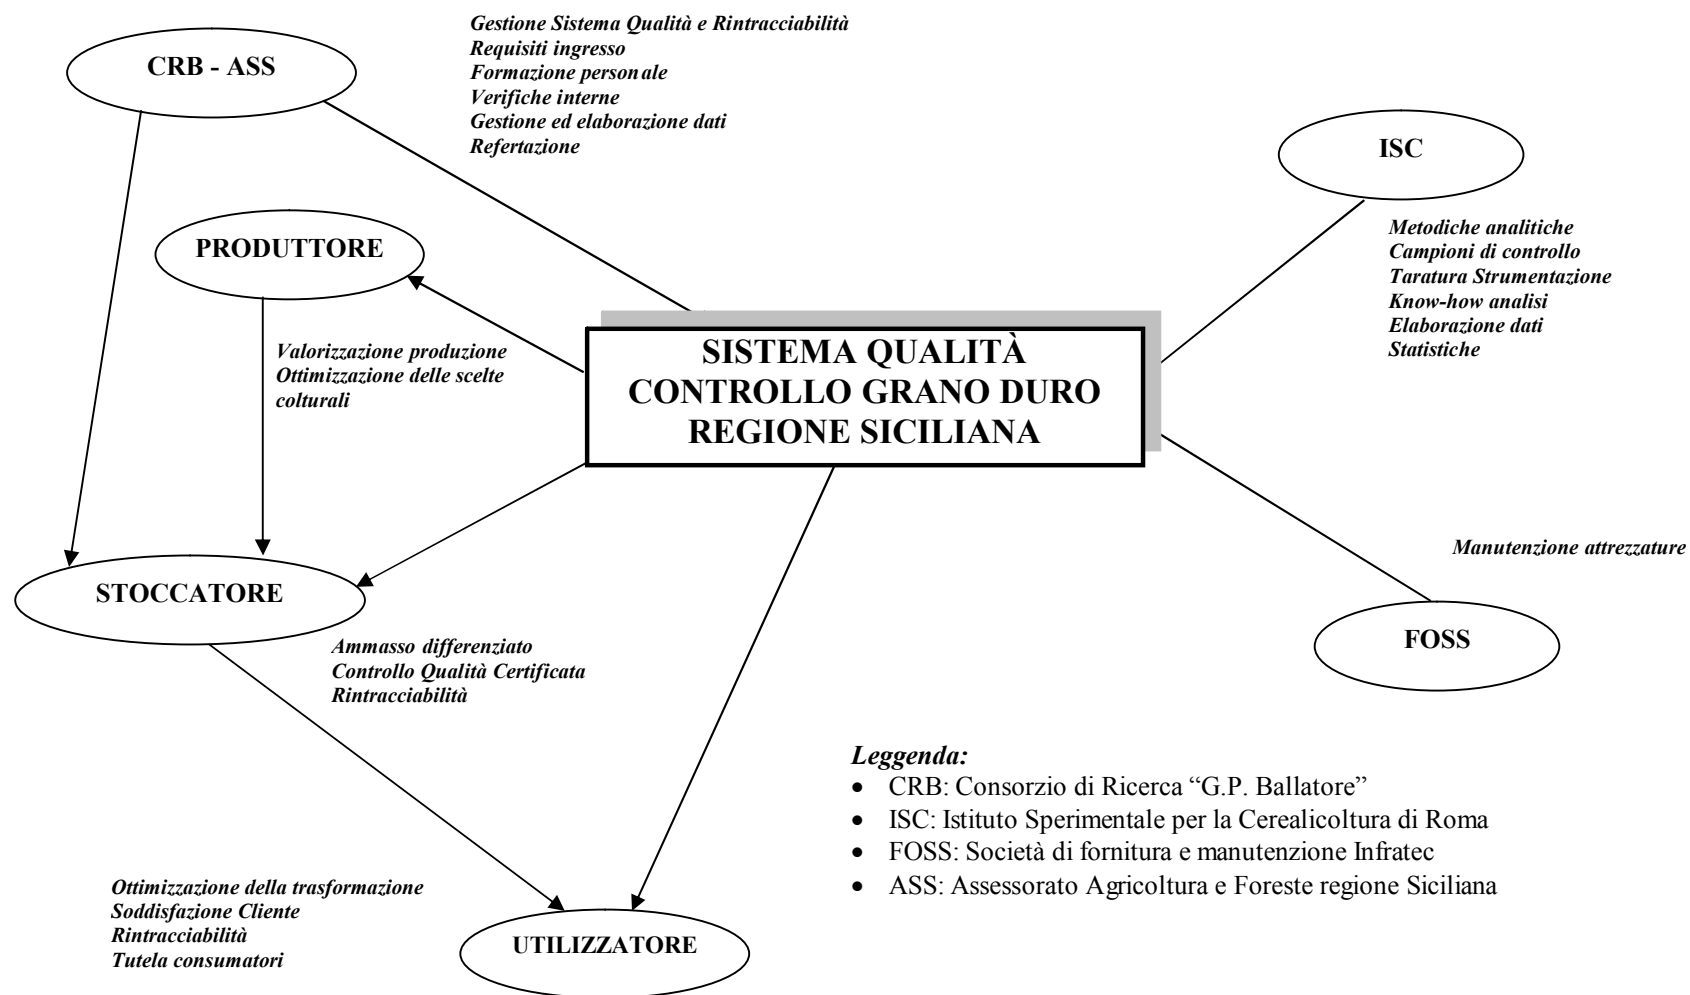 Gestione Sistema Qualità e Rintracciabilità
Requisiti ingresso
Formazione personale
Verifiche interne
Gestione ed elaborazione dati
Refertazione
CRB - ASS
ISC
Metodiche analitiche
Campioni di controllo
Taratura Strumentazione
Know-how analisi
Elaborazione dati
Statistiche
PRODUTTORE
Valorizzazione produzione
Ottimizzazione delle scelte
colturali
SISTEMA QUALITÀ
CONTROLLO GRANO DURO
REGIONE SICILIANA
Manutenzione attrezzature
FOSS
STOCCATORE
Ammasso differenziato
Controllo Qualità Certificata
Rintracciabilità
Leggenda:
• CRB: Consorzio di Ricerca “G.P. Ballatore”
• ISC: Istituto Sperimentale per la Cerealicoltura di Roma
• FOSS: Società di fornitura e manutenzione Infratec
• ASS: Assessorato Agricoltura e Foreste regione Siciliana
Ottimizzazione della trasformazione
Soddisfazione Cliente
Rintracciabilità
Tutela consumatori
UTILIZZATORE